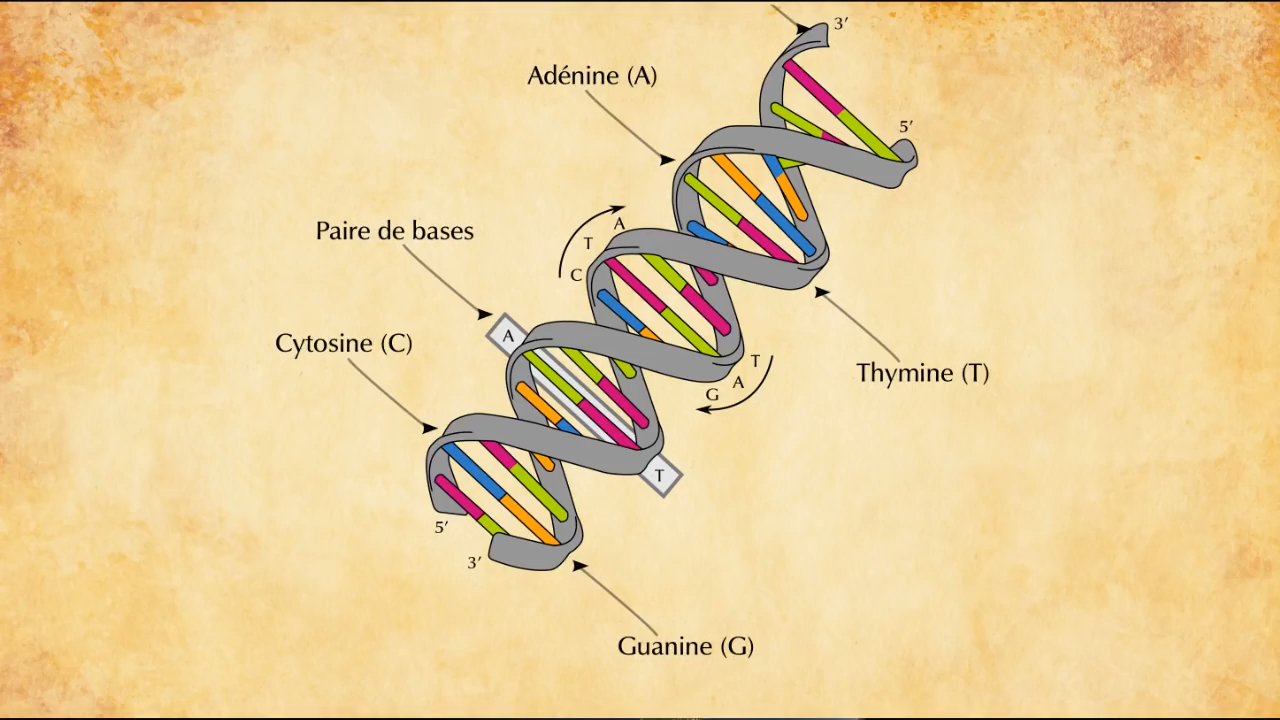 3′
Adénine (A)
5′
Paire de bases
A
T
C
A
Cytosine (C)
T
A
G
Thymine (T)
T
5′
3′
Guanine (G)